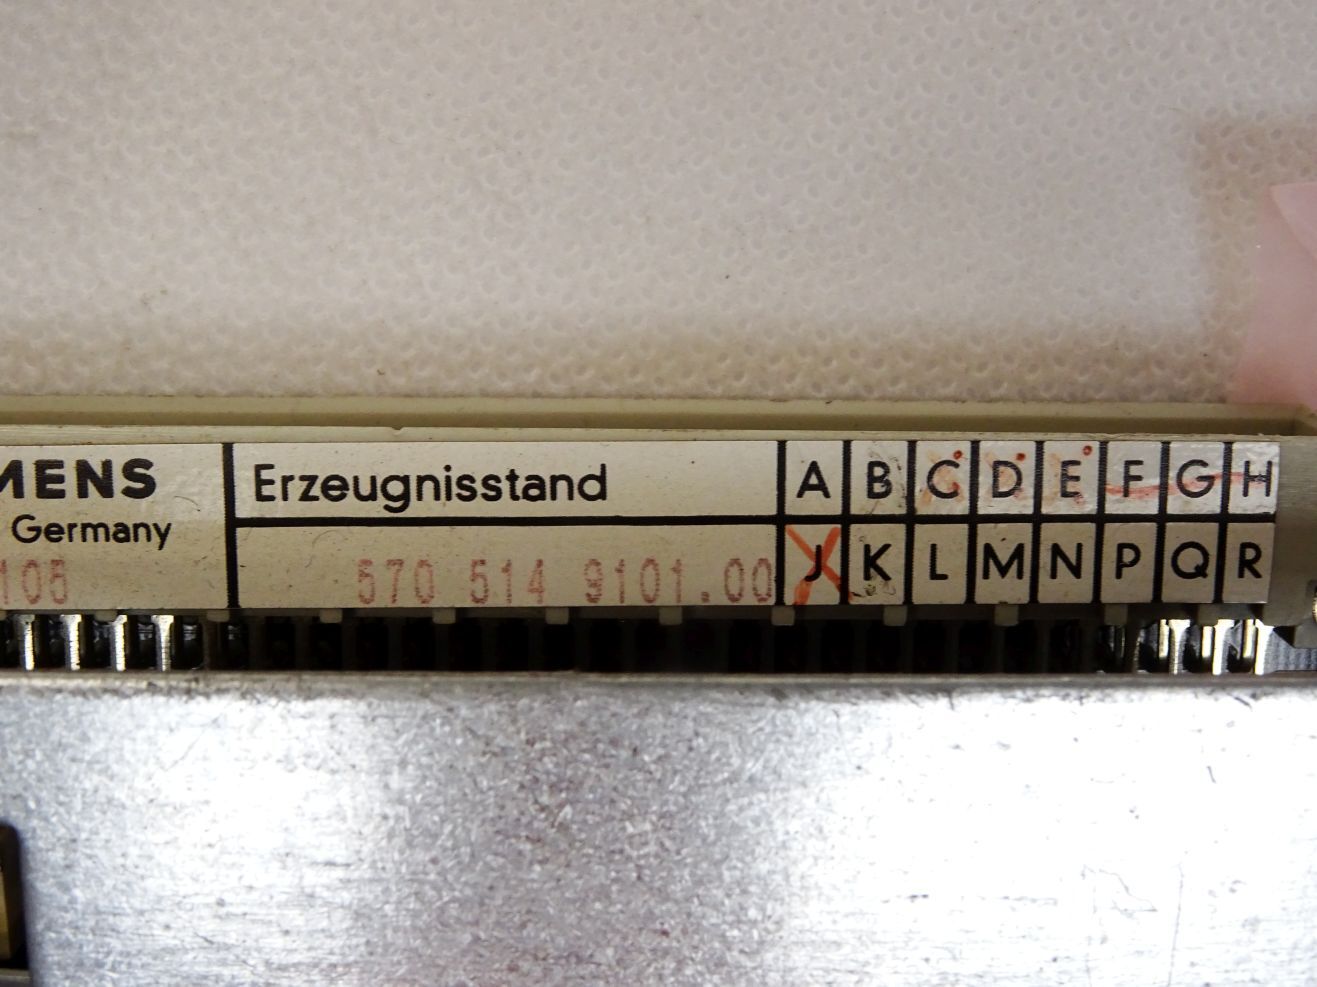 MENS
Germany
105
Erzeugnisstand
570 514 9101.00
A B C D E F G H
J K L M N P Q R